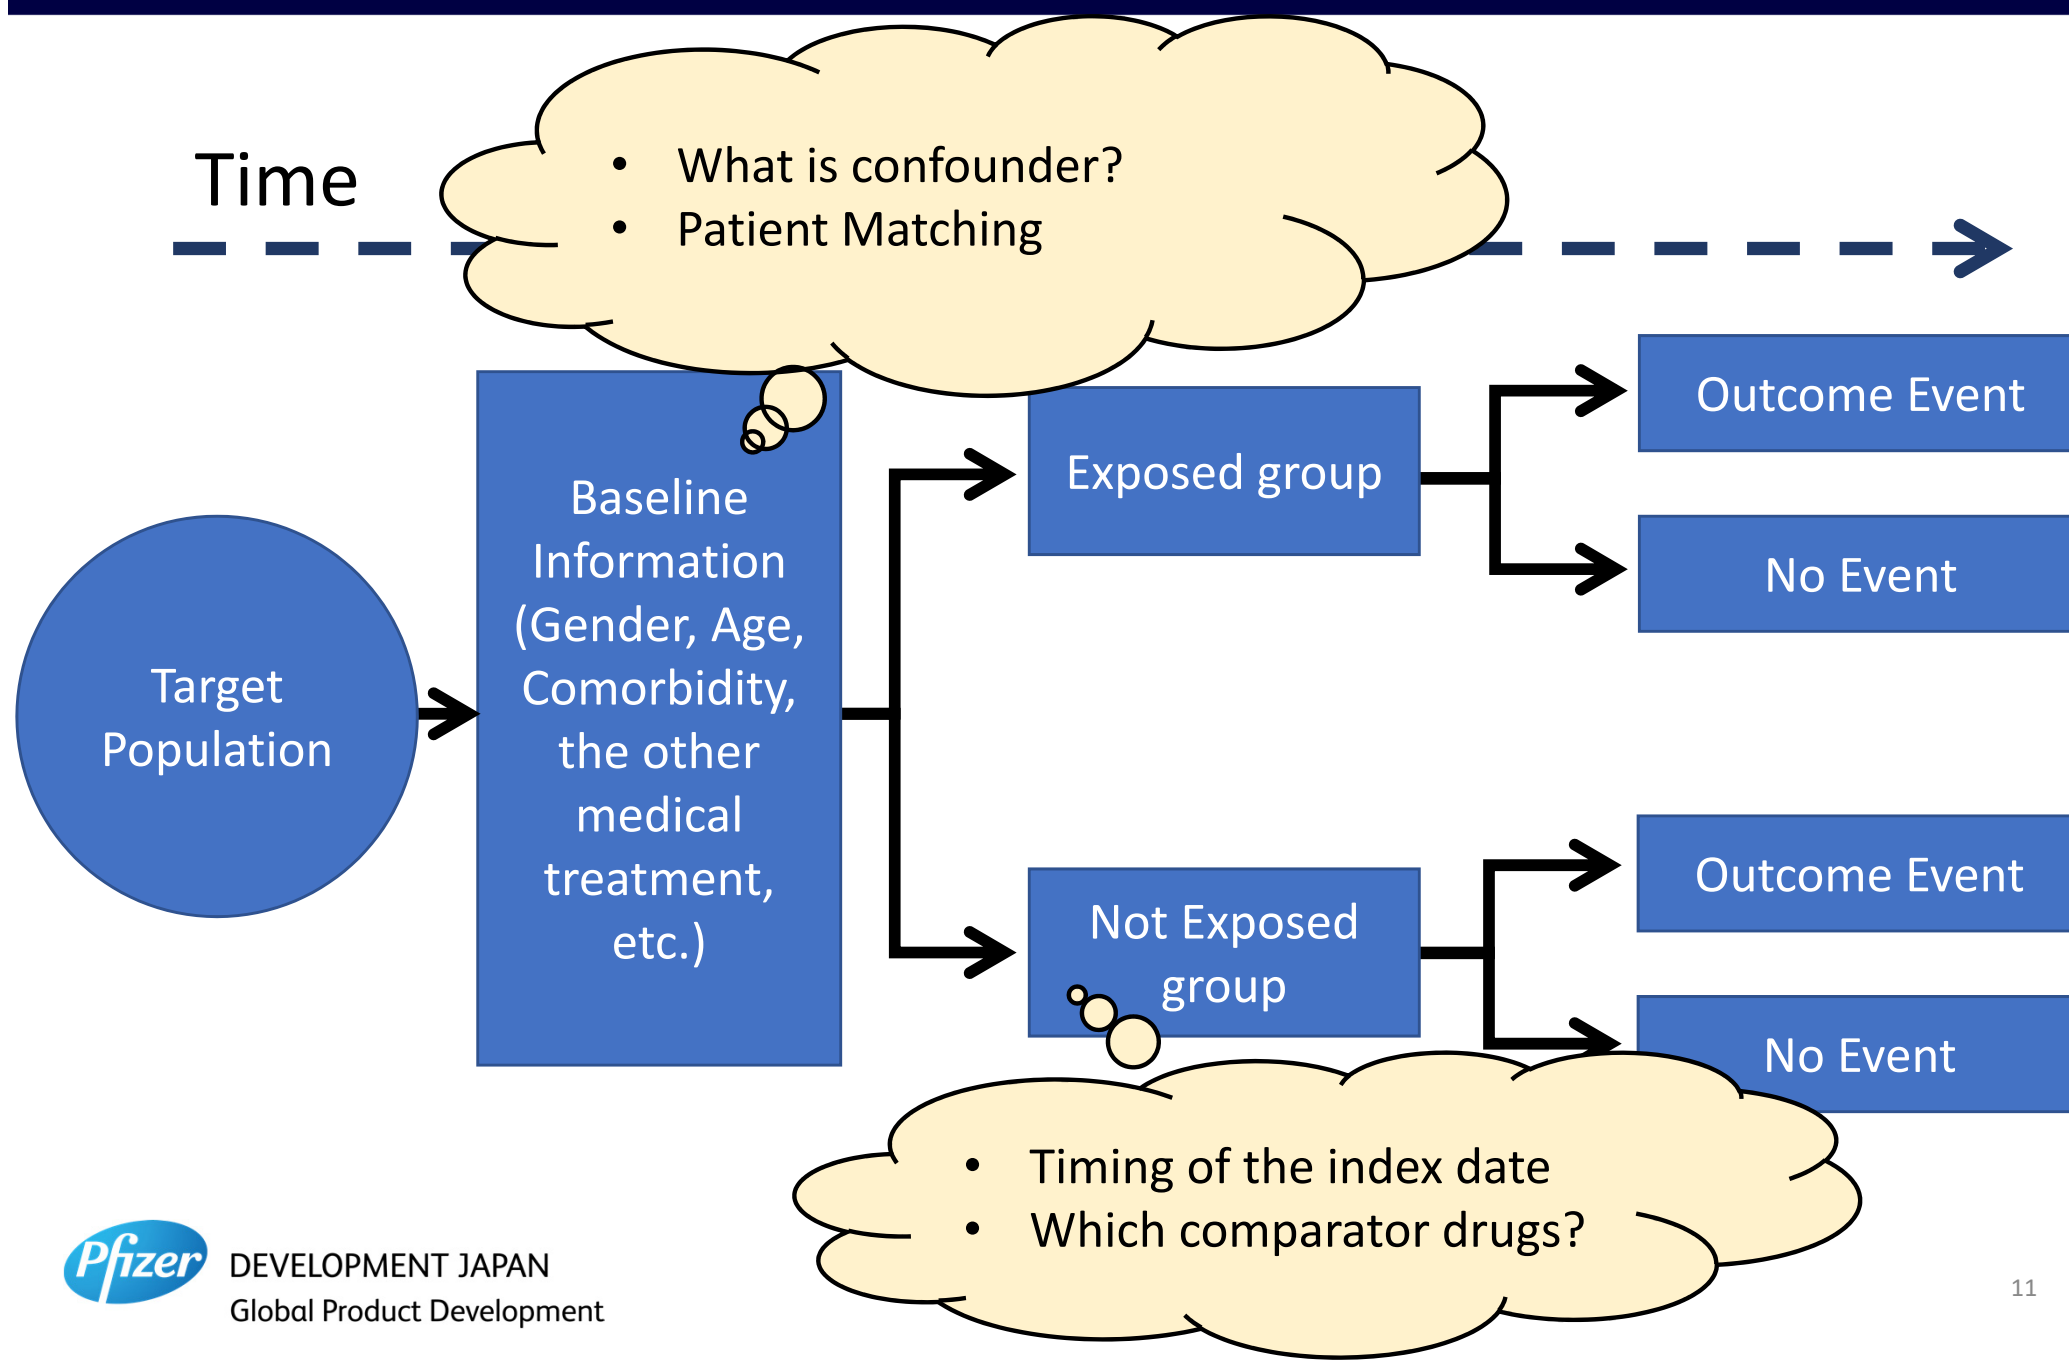 Time
• What is confounder?
• Patient Matching
Target
Population
Baseline
Information
(Gender, Age,
Comorbidity,
the other
medical
treatment,
etc.)
Exposed group
Outcome Event
No Event
Not Exposed
group
Outcome Event
No Event
• Timing of the index date
• Which comparator drugs?
Pfizer
DEVELOPMENT JAPAN
Global Product Development
11